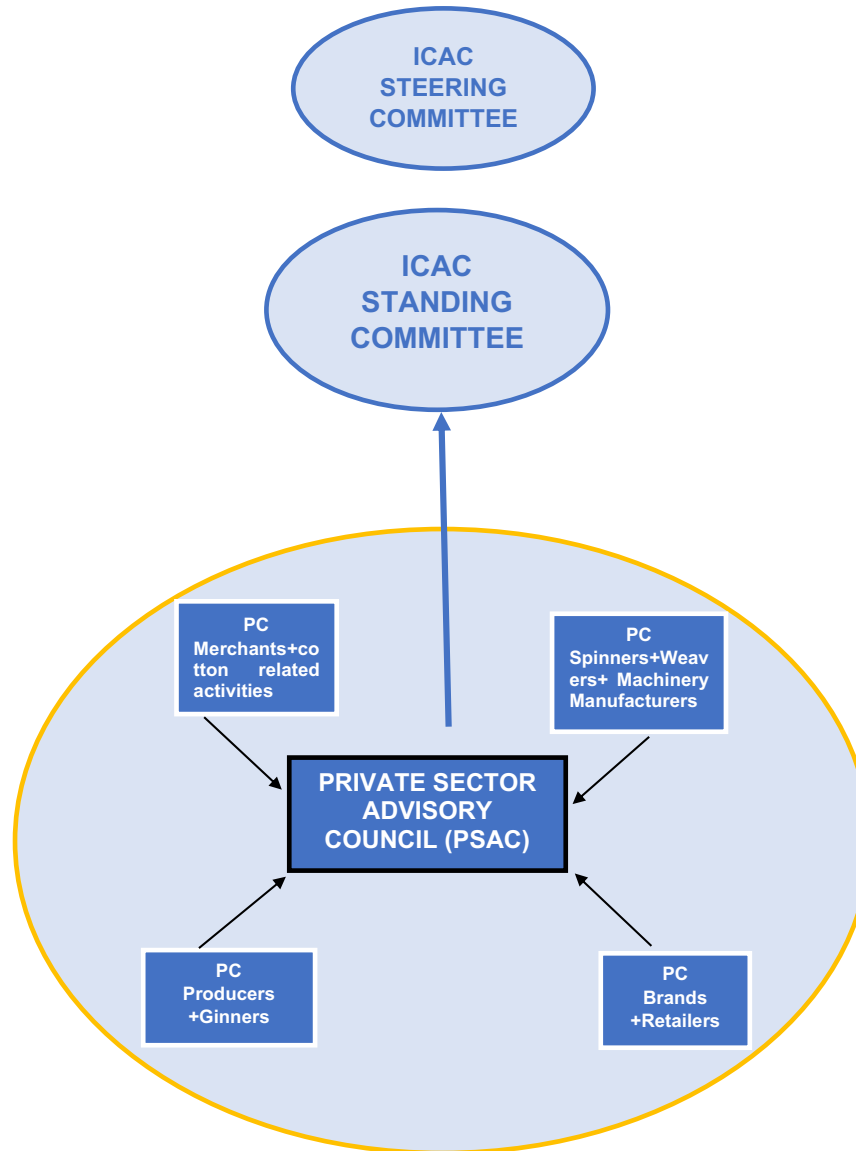 ICAC
STEERING
COMMITTEE
ICAC
STANDING
COMMITTEE
PC
Merchants+co
tton related
activities
PC
Spinners+Weav
ers+ Machinery
Manufacturers
PRIVATE SECTOR
ADVISORY
COUNCIL (PSAC)
PC
Producers
+Ginners
PC
Brands
+Retailers